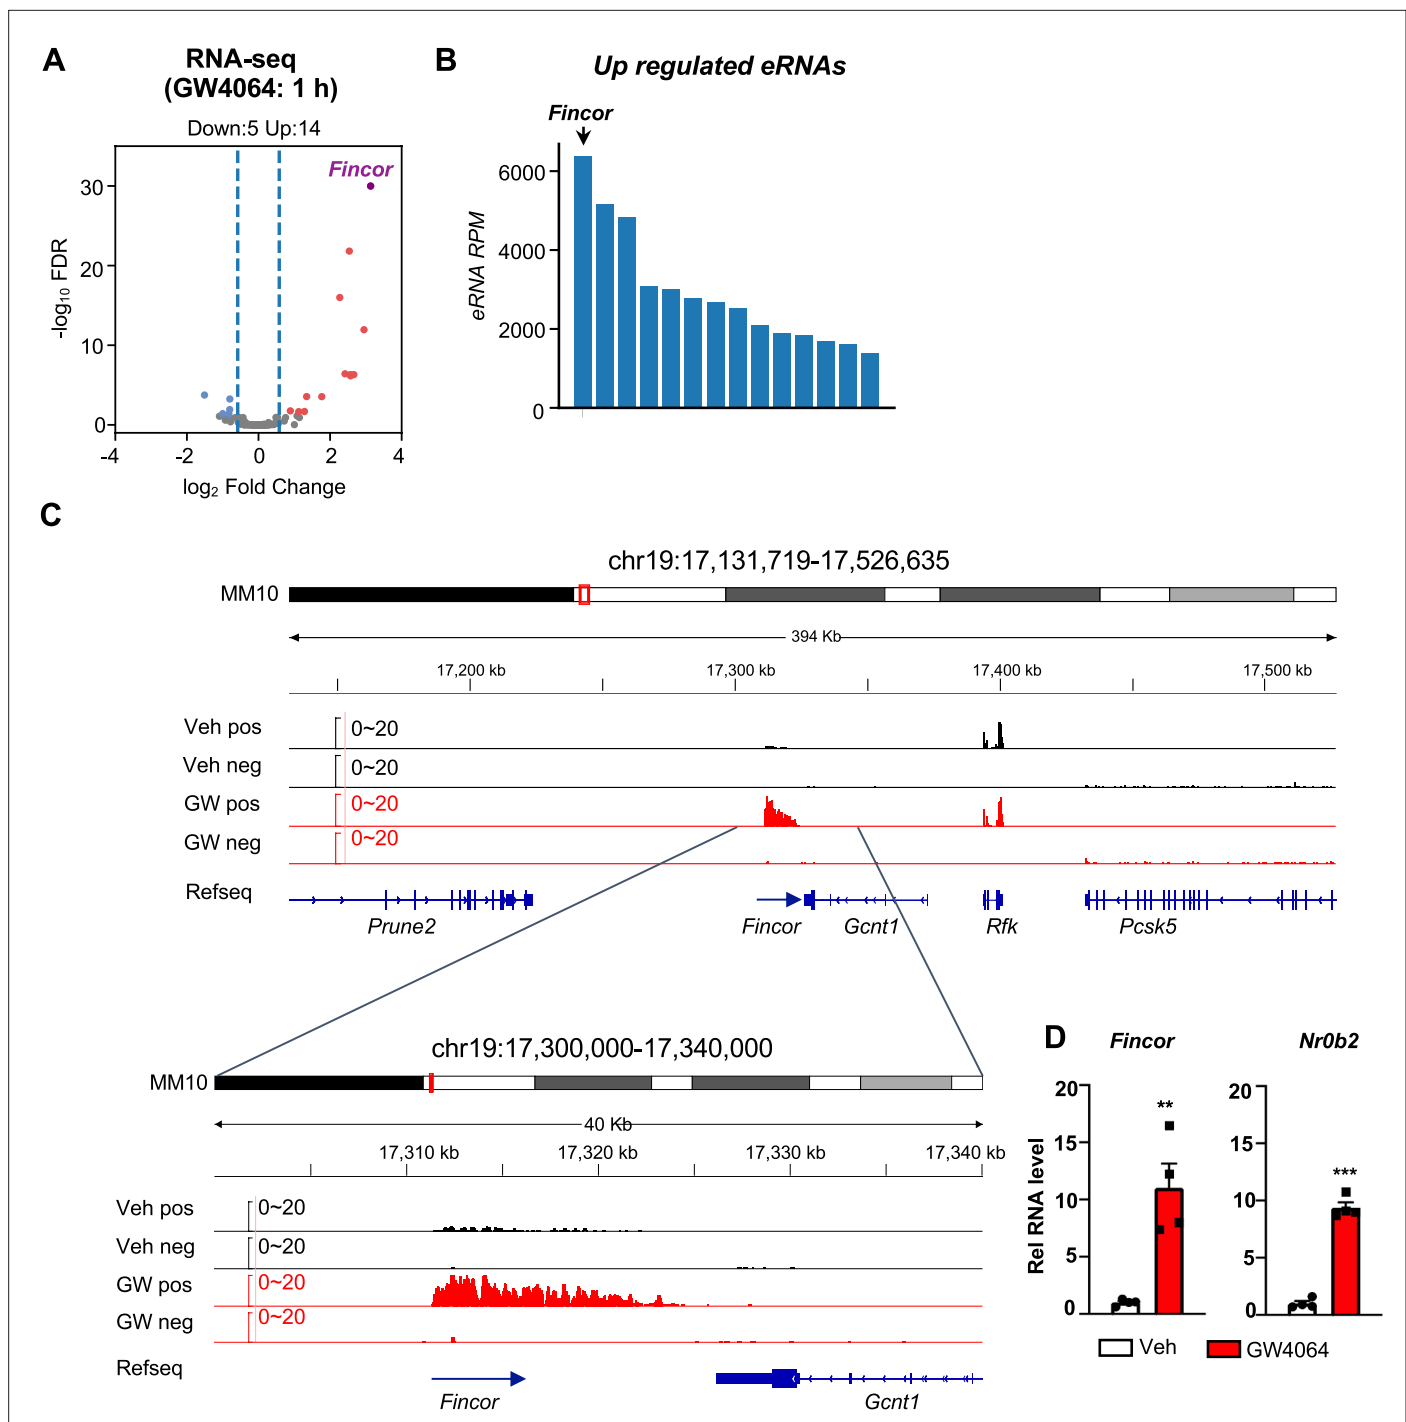 A
RNA-seq
(GW4064: 1 h)
Down:5 Up:14
Fincor
30
20
10
0
-log10 FDR
-4 -2 0 2 4
log2 Fold Change
B
Up regulated eRNAs
Fincor
6000
4000
2000
0
eRNA RPM
C
chr19:17,131,719-17,526,635
MM10
394 Kb
17,200 kb 17,300 kb 17,400 kb 17,500 kb
Veh pos 0~20
Veh neg 0~20
GW pos 0~20
GW neg 0~20
Refseq
Prune2 Fincor Gcnt1 Rfk Pcsk5
chr19:17,300,000-17,340,000
MM10
40 Kb
17,310 kb 17,320 kb 17,330 kb 17,340 kb
Veh pos 0~20
Veh neg 0~20
GW pos 0~20
GW neg 0~20
Refseq
Fincor Gcnt1
D
Fincor Nr0b2
Rel RNA level
20 20
15 15
10 10
5 5
0 0
** ***
Veh GW4064